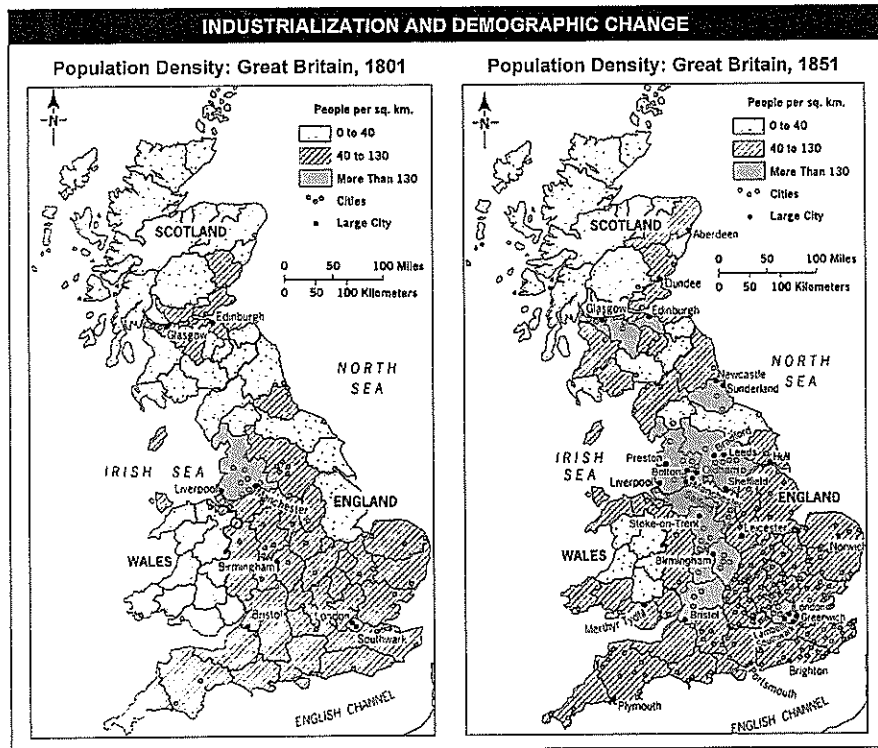 INDUSTRIALIZATION AND DEMOGRAPHIC CHANGE
Population Density: Great Britain, 1801
N
People per sq. km.
0 to 40
40 to 130
More Than 130
Cities
Large City
0 50 100 Miles
0 50 100 Kilometers
SCOTLAND
Edinburgh
Glasgow
NORTH
SEA
IRISH SEA
Liverpool
Manchester
ENGLAND
WALES
Birmingham
Bristol
London
Southwark
ENGLISH CHANNEL
Population Density: Great Britain, 1851
N
People per sq. km.
0 to 40
40 to 130
More Than 130
Cities
Large City
0 50 100 Miles
0 50 100 Kilometers
SCOTLAND
Aberdeen
Dundee
Glasgow
Edinburgh
NORTH
SEA
Newcastle
Sunderland
IRISH SEA
Bradford
Preston
Leeds
Hull
Bolton
Oldham
Liverpool
Manchester
Sheffield
ENGLAND
Stoke-on-Trent
Leicester
Norwich
WALES
Birmingham
Merthyr Tydfil
Bristol
London
Greenwich
Lambeth
Southwark
Brighton
Portsmouth
Plymouth
ENGLISH CHANNEL